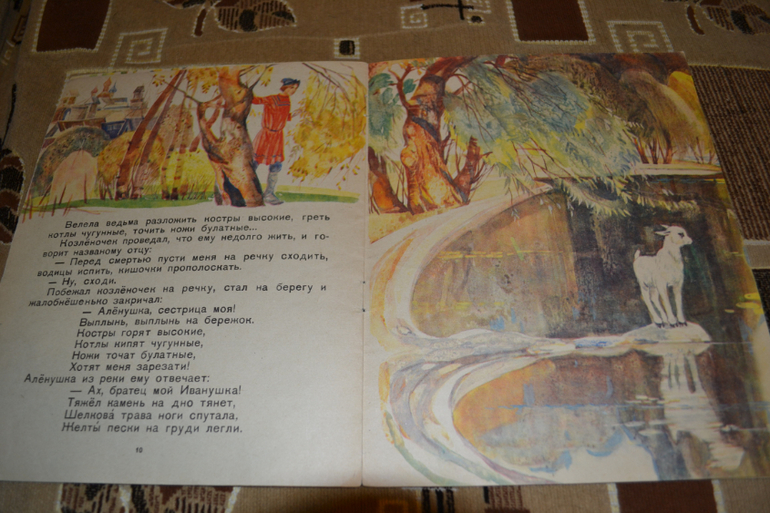 Велела ведьма разложить костры высокие, греть
котлы чугунные, точить ножи булатные...
Козлёночек проведал, что ему недолго жить, и го-
ворит названому отцу:
— Перед смертью пусти меня на речку сходить,
водицы испить, кишочки прополоскать.
— Ну, сходи.
Побежал козлёночек на речку, стал на берегу и
жалобнёшенько закричал:
— Алёнушка, сестрица моя!
Выплынь, выплынь на бережок.
Костры горят высокие,
Котлы кипят чугунные,
Ножи точат булатные,
Хотят меня зарезати!
Алёнушка из реки ему отвечает:
— Ах, братец мой Иванушка!
Тяжёл камень на дно тянет,
Шелкова́ трава ноги спутала,
Желты́ пески на груди легли.
10